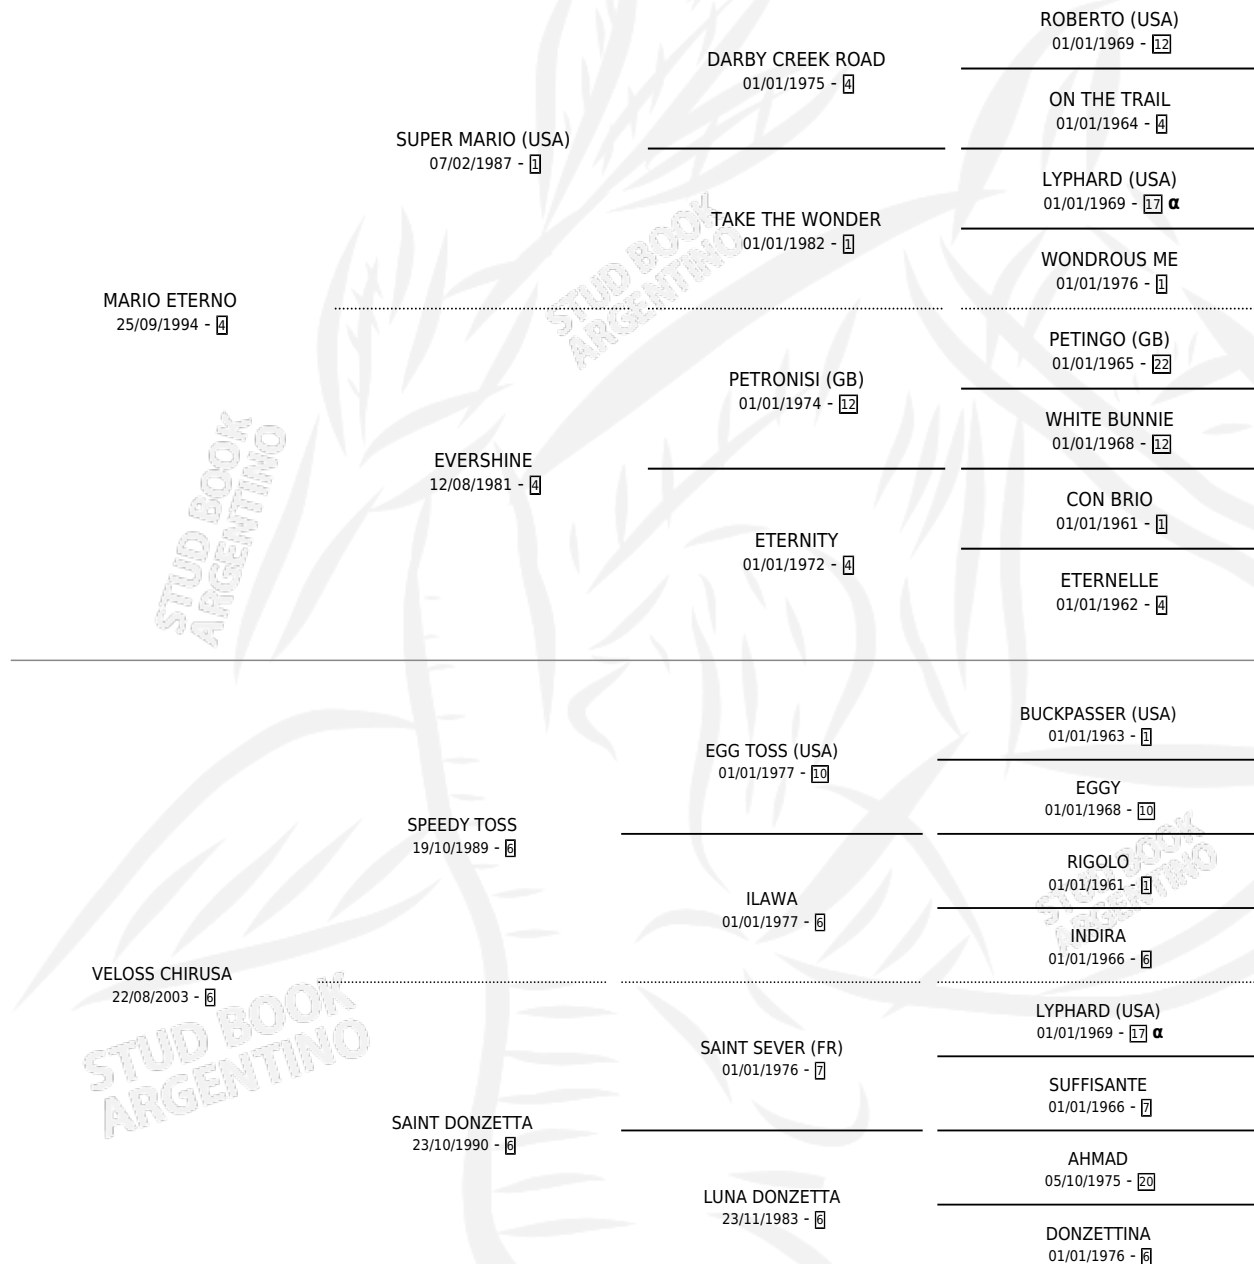 ROBERTO (USA)
01/01/1969 - 12
DARBY CREEK ROAD
01/01/1975 - 4
ON THE TRAIL
01/01/1964 - 4
SUPER MARIO (USA)
07/02/1987 - 1
LYPHARD (USA)
01/01/1969 - 17 α
TAKE THE WONDER
01/01/1982 - 1
WONDROUS ME
01/01/1976 - 1
MARIO ETERNO
25/09/1994 - 4
PETINGO (GB)
01/01/1965 - 22
PETRONISI (GB)
01/01/1974 - 12
WHITE BUNNIE
01/01/1968 - 12
EVERSHINE
12/08/1981 - 4
CON BRIO
01/01/1961 - 1
ETERNITY
01/01/1972 - 4
ETERNELLE
01/01/1962 - 4
BUCKPASSER (USA)
01/01/1963 - 1
EGG TOSS (USA)
01/01/1977 - 10
EGGY
01/01/1968 - 10
SPEEDY TOSS
19/10/1989 - 6
RIGOLO
01/01/1961 - 1
ILAWA
01/01/1977 - 6
INDIRA
01/01/1966 - 6
VELOSS CHIRUSA
22/08/2003 - 6
LYPHARD (USA)
01/01/1969 - 17 α
SAINT SEVER (FR)
01/01/1976 - 7
SUFFISANTE
01/01/1966 - 7
SAINT DONZETTA
23/10/1990 - 6
AHMAD
05/10/1975 - 20
LUNA DONZETTA
23/11/1983 - 6
DONZETTINA
01/01/1976 - 6
STUD BOOK
ARGENTINO
STUD BOOK
ARGENTINO
STUD BOOK
ARGENTINO
STUD BOOK
ARGENTINO